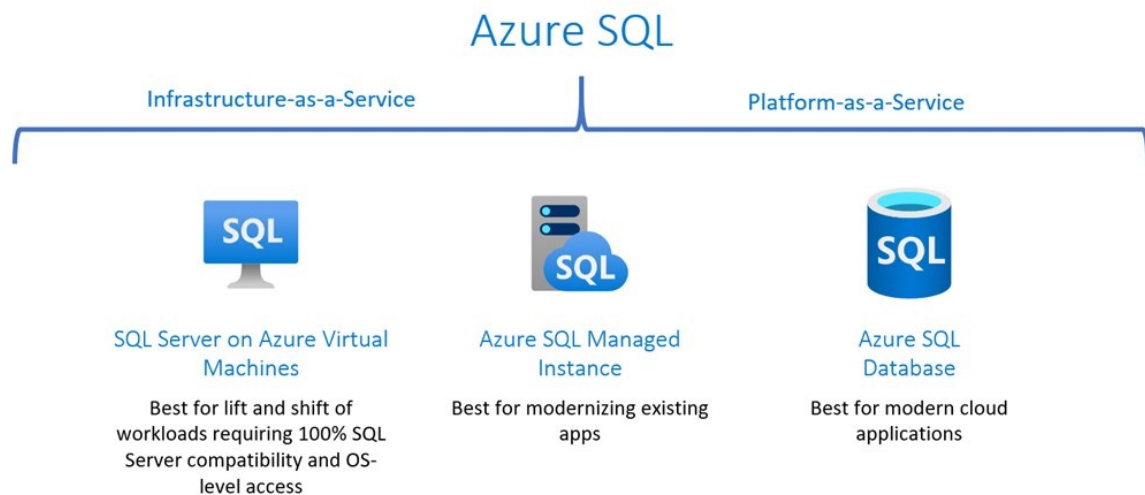 Azure SQL
Infrastructure-as-a-Service
Platform-as-a-Service
SQL
SQL
SQL
SQL Server on Azure Virtual
Machines
Best for lift and shift of
workloads requiring 100% SQL
Server compatibility and OS-
level access
Azure SQL Managed
Instance
Best for modernizing existing
apps
Azure SQL
Database
Best for modern cloud
applications